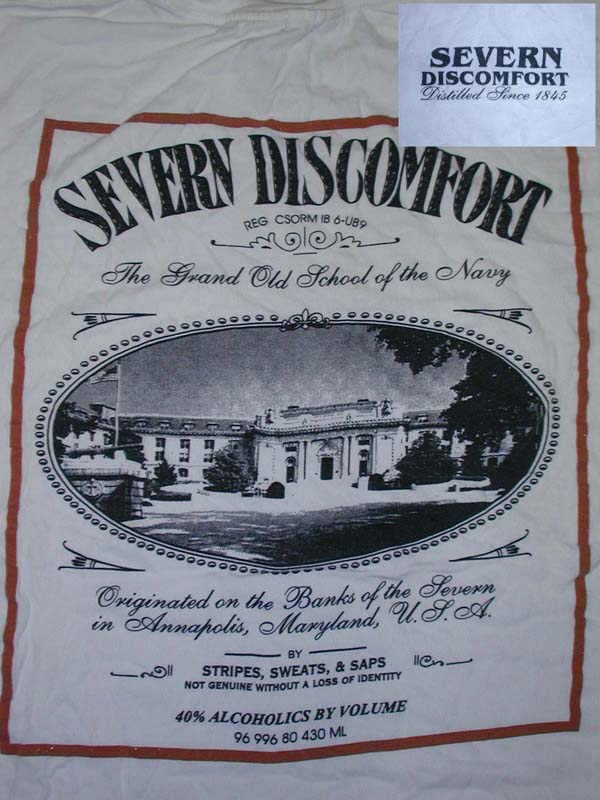 SEVERN
DISCOMFORT
Distilled Since 1845
SEVERN DISCOMFORT
REG CSORM IB 6-UB9
The Grand Old School of the Navy
Originated on the Banks of the Severn
in Annapolis, Maryland, U.S.A.
BY
STRIPES, SWEATS, & SAPS
NOT GENUINE WITHOUT A LOSS OF IDENTITY
40% ALCOHOLICS BY VOLUME
96 996 80 430 ML